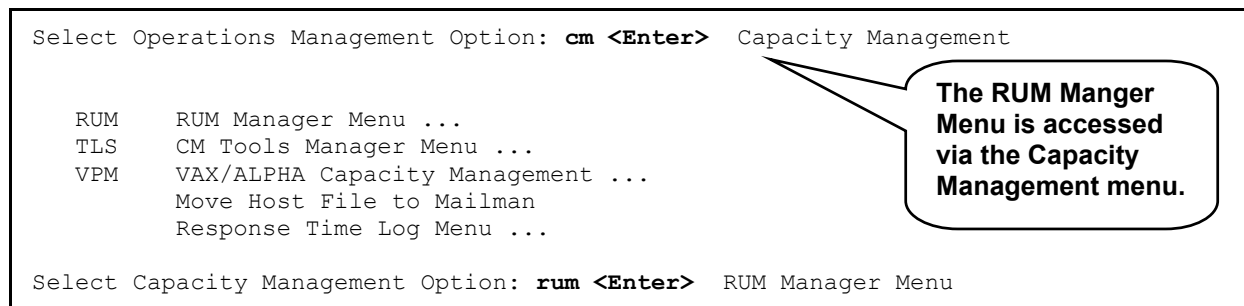 Select Operations Management Option: cm <Enter> Capacity Management
The RUM Manger
Menu is accessed
via the Capacity
Management menu.
RUM RUM Manager Menu ...
TLS CM Tools Manager Menu ...
VPM VAX/ALPHA Capacity Management ...
Move Host File to Mailman
Response Time Log Menu ...
Select Capacity Management Option: rum <Enter> RUM Manager Menu